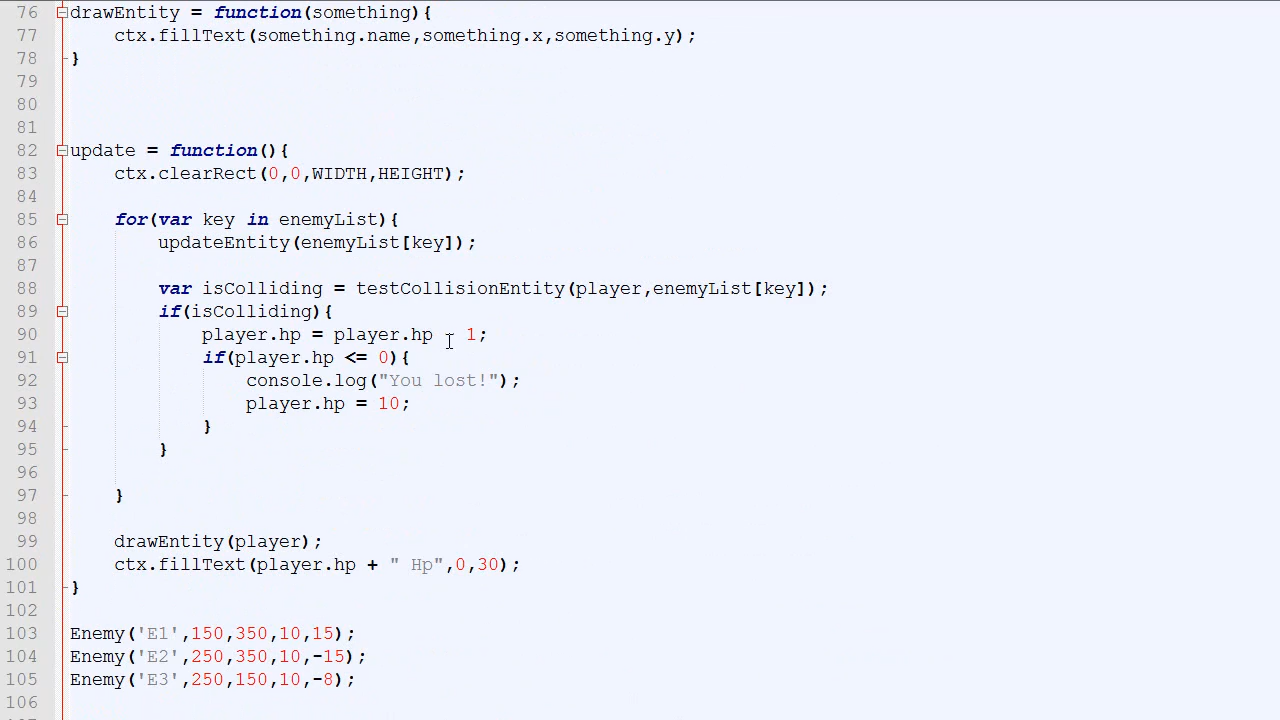 76 drawEntity = function(something){
77 ctx.fillText(something.name,something.x,something.y);
78 }
79
80
81
82 update = function(){
83 ctx.clearRect(0,0,WIDTH,HEIGHT);
84
85 for(var key in enemyList){
86 updateEntity(enemyList[key]);
87
88 var isColliding = testCollisionEntity(player,enemyList[key]);
89 if(isColliding){
90 player.hp = player.hp 1;
91 if(player.hp <= 0){
92 console.log("You lost!");
93 player.hp = 10;
94 }
95 }
96
97 }
98
99 drawEntity(player);
100 ctx.fillText(player.hp + " Hp",0,30);
101 }
102
103 Enemy('E1',150,350,10,15);
104 Enemy('E2',250,350,10,-15);
105 Enemy('E3',250,150,10,-8);
106